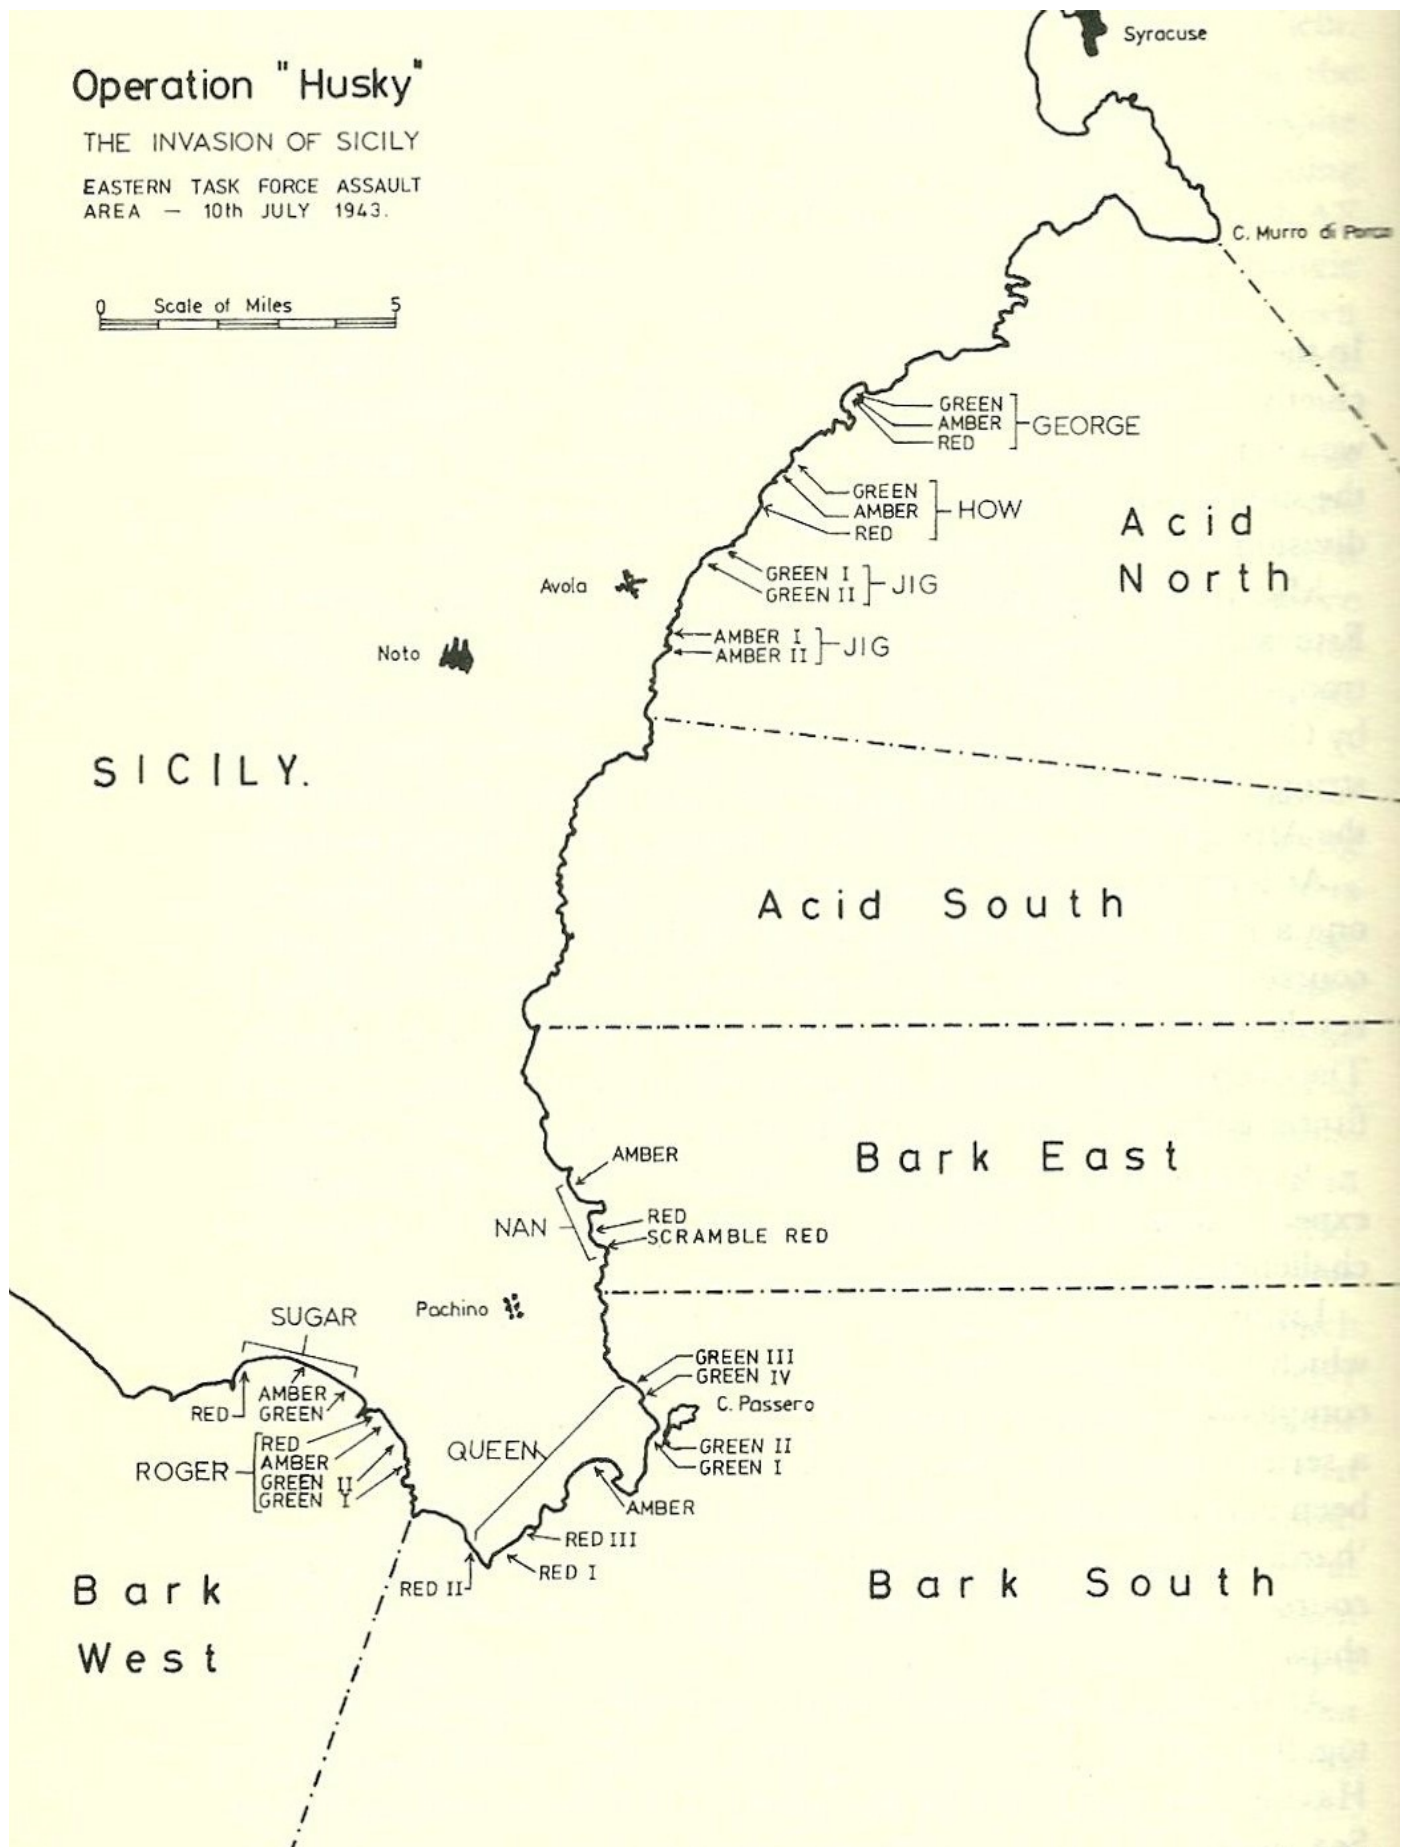 Operation "Husky"
THE INVASION OF SICILY
EASTERN TASK FORCE ASSAULT
AREA — 10th JULY 1943.
0 Scale of Miles 5
Syracuse
C. Murro di Porco
GREEN
AMBER
RED
GEORGE
GREEN
AMBER
RED
HOW
Acid
North
GREEN I
GREEN II
JIG
Avola
AMBER I
AMBER II
JIG
Noto
SICILY.
Acid South
Bark East
AMBER
NAN
RED
SCRAMBLE RED
Pachino
SUGAR
RED
AMBER
GREEN
ROGER
RED
AMBER
GREEN II
GREEN I
QUEEN
GREEN III
GREEN IV
C. Passero
GREEN II
GREEN I
AMBER
RED III
RED I
RED II
Bark
West
Bark South